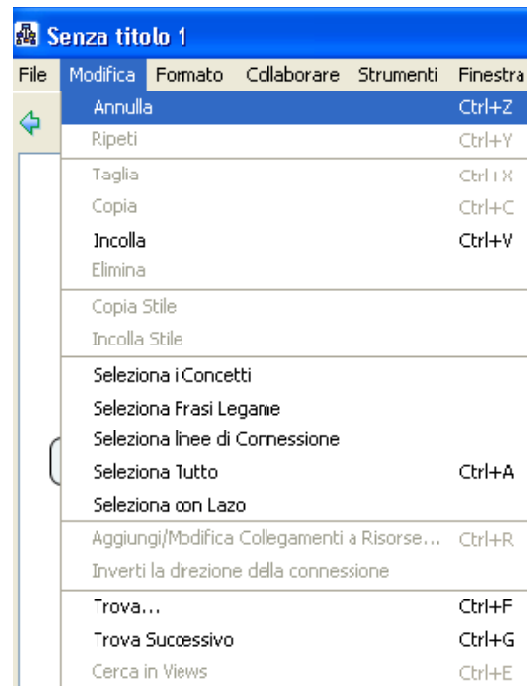 Senza titolo 1
File Modifica Formato Collaborare Strumenti Finestra
Annulla Ctrl+Z
Ripeti Ctrl+Y
Taglia Ctrl+X
Copia Ctrl+C
Incolla Ctrl+V
Elimina
Copia Stile
Incolla Stile
Seleziona i Concetti
Seleziona Frasi Legame
Seleziona linee di Connessione
Seleziona Tutto Ctrl+A
Seleziona con Lazo
Aggiungi/Modifica Collegamenti a Risorse... Ctrl+R
Inverti la direzione della connessione
Trova... Ctrl+F
Trova Successivo Ctrl+G
Cerca in Views Ctrl+E